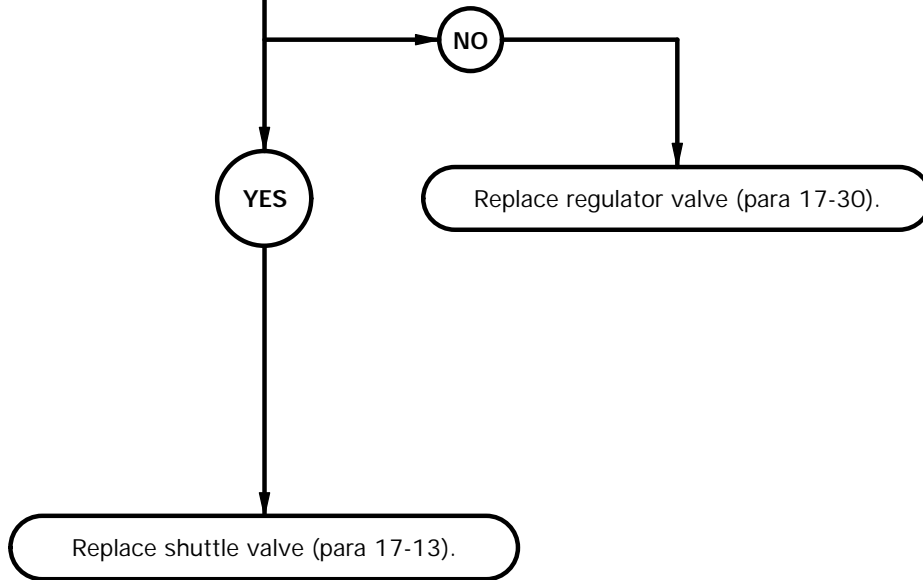 NO
YES
Replace regulator valve (para 17-30).
Replace shuttle valve (para 17-13).